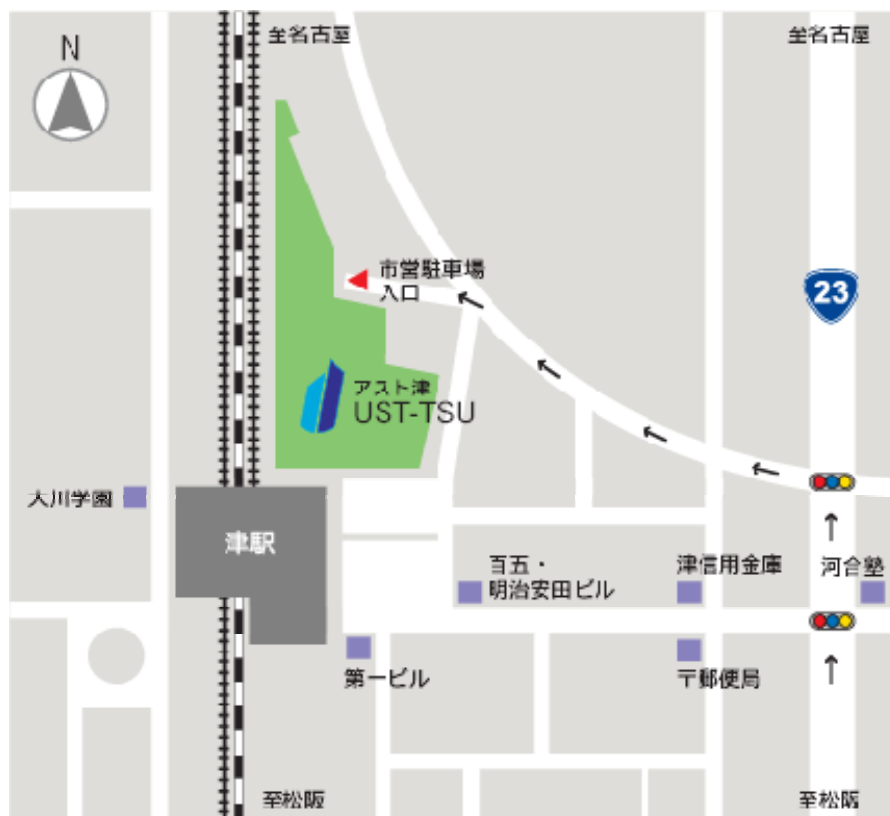 至名古屋
至名古屋
N
市営駐車場
入口
23
アスト津
UST-TSU
大川学園
津駅
百五・
明治安田ビル
津信用金庫
河合塾
第一ビル
〒郵便局
至松阪
至松阪